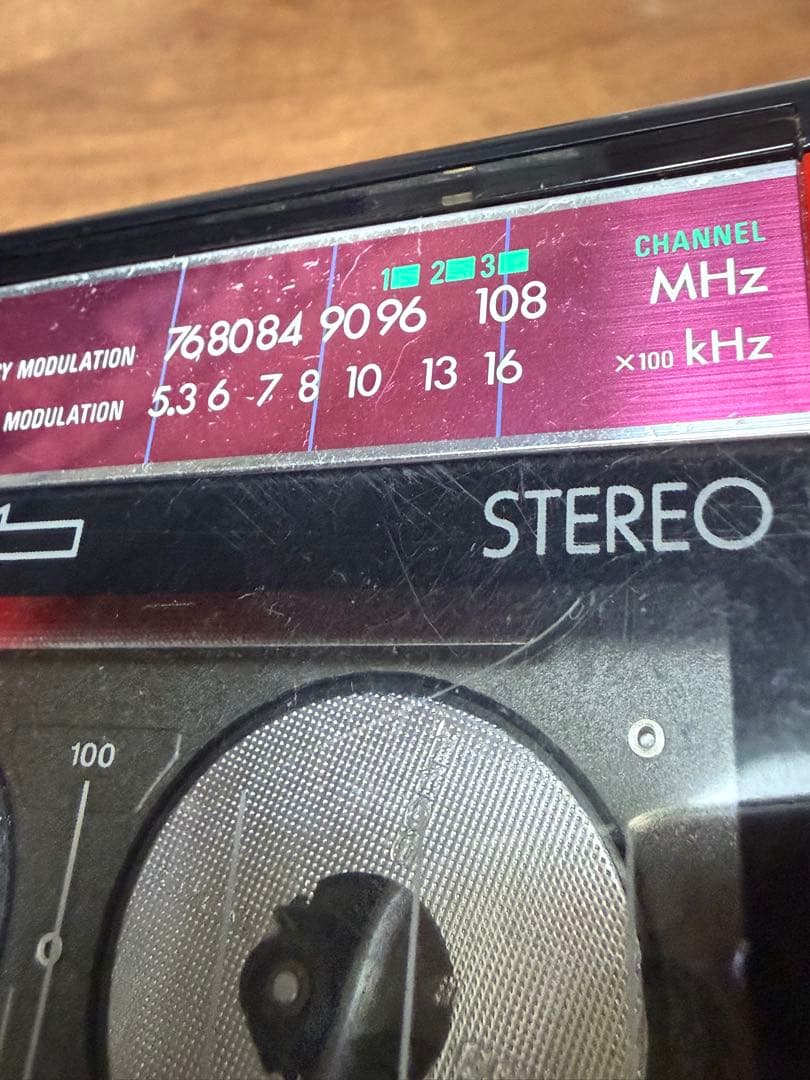 1 2 3 CHANNEL
Y MODULATION 76 80 84 90 96 108 MHz
MODULATION 5.3 6 7 8 10 13 16 ×100 kHz
STEREO
100
0